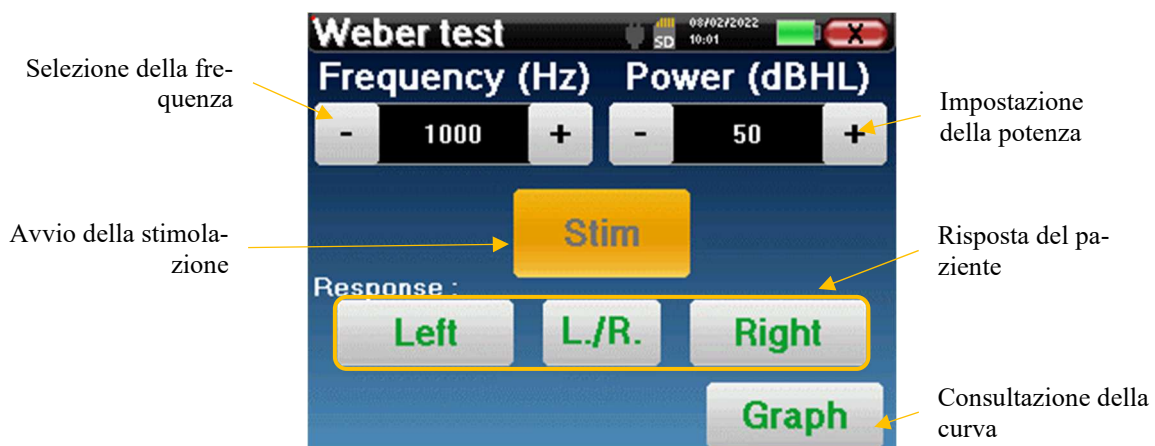 Weber test
SD
08/02/2022
10:01
X
Frequency (Hz)
Power (dBHL)
Selezione della fre-
quenza
- 1000 +
- 50 +
Impostazione
della potenza
Stim
Avvio della stimola-
zione
Risposta del pa-
ziente
Response :
Left
L./R.
Right
Graph
Consultazione della
curva